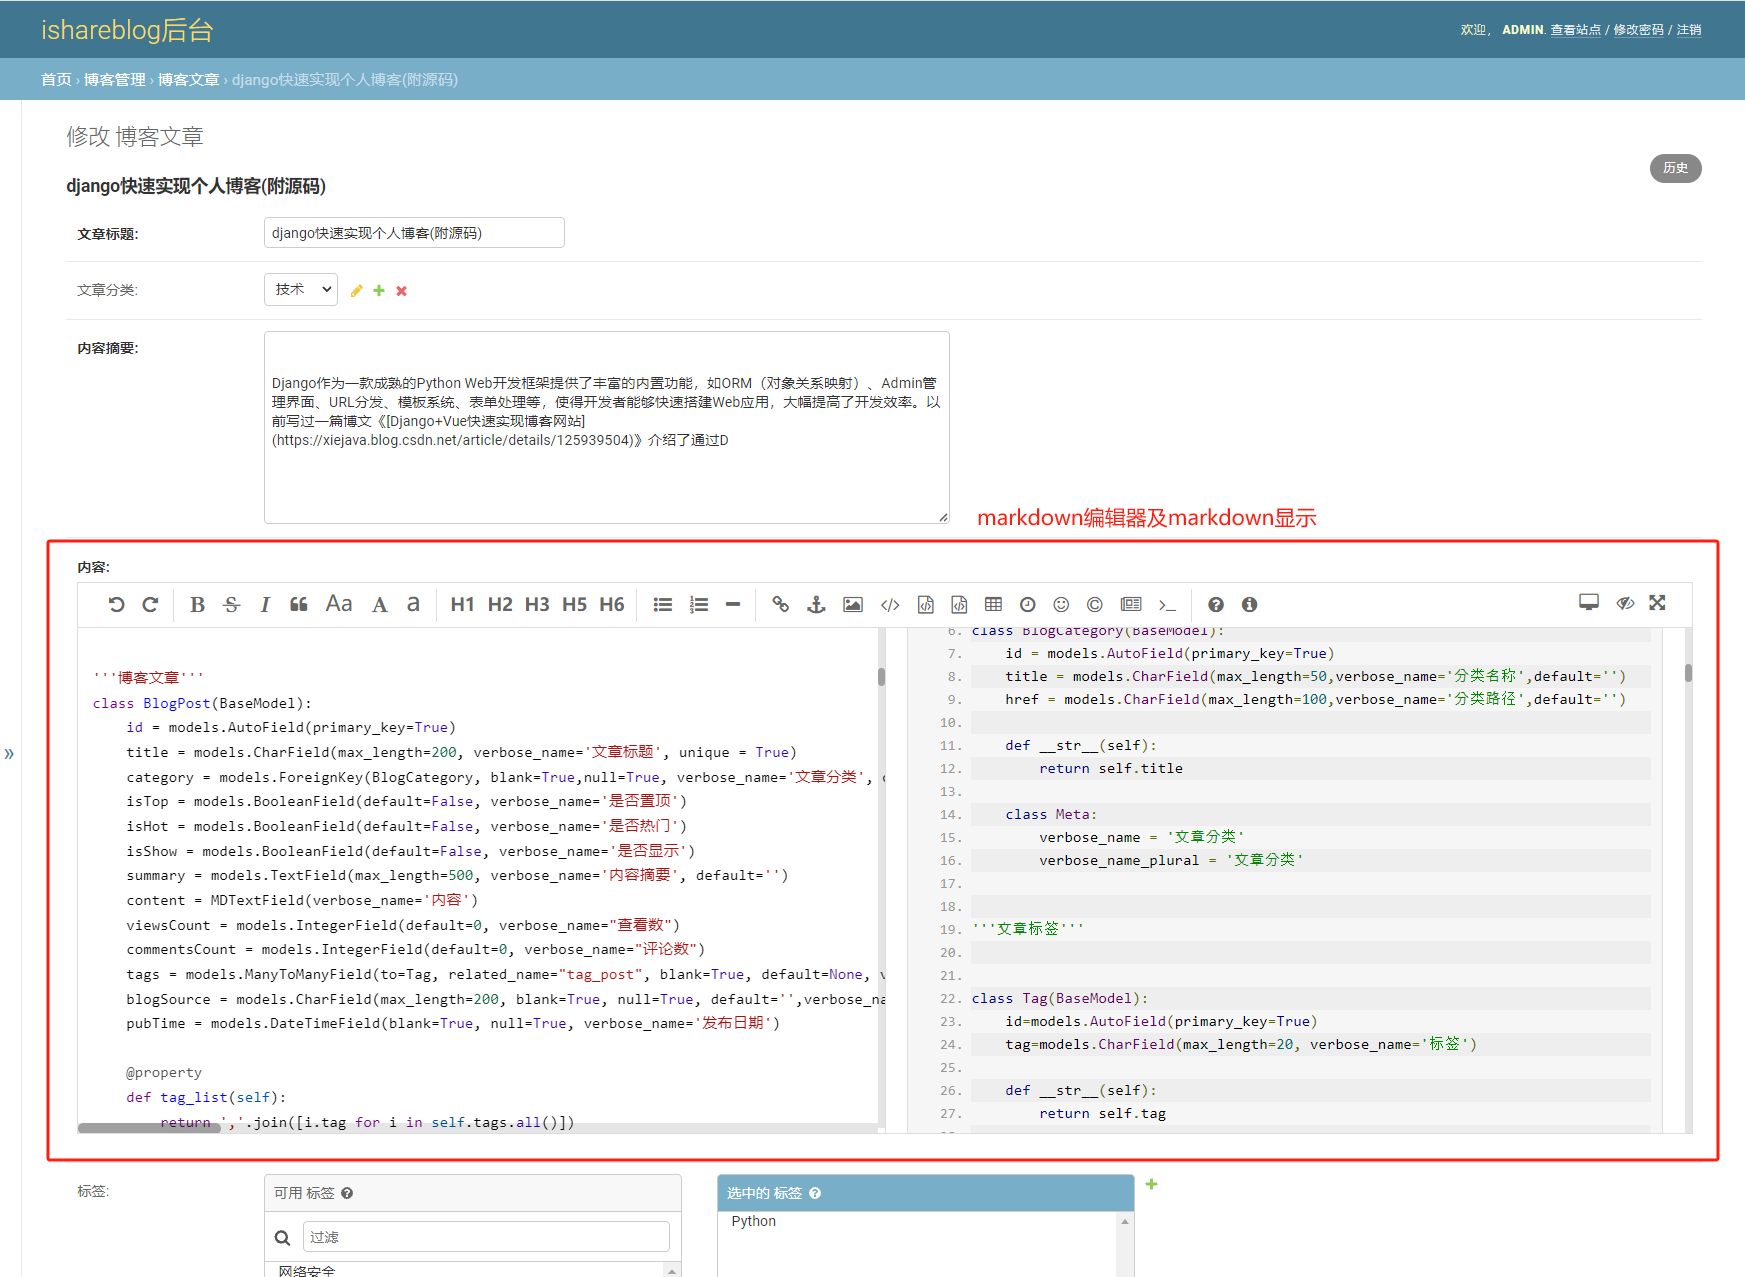 ishareblog后台
欢迎， ADMIN. 查看站点 / 修改密码 / 注销
首页 › 博客管理 › 博客文章 › django快速实现个人博客(附源码)
修改 博客文章
历史
django快速实现个人博客(附源码)
文章标题: django快速实现个人博客(附源码)
文章分类: 技术
内容摘要:
Django作为一款成熟的Python Web开发框架提供了丰富的内置功能，如ORM（对象关系映射）、Admin管
理界面、URL分发、模板系统、表单处理等，使得开发者能够快速搭建Web应用，大幅提高了开发效率。以
前写过一篇博文《[Django+Vue快速实现博客网站]
(https://xiejava.blog.csdn.net/article/details/125939504)》介绍了通过D
markdown编辑器及markdown显示
内容:
B S I Aa A a H1 H2 H3 H5 H6
'''博客文章'''
class BlogPost(BaseModel):
    id = models.AutoField(primary_key=True)
    title = models.CharField(max_length=200, verbose_name='文章标题', unique = True)
    category = models.ForeignKey(BlogCategory, blank=True,null=True, verbose_name='文章分类',
    isTop = models.BooleanField(default=False, verbose_name='是否置顶')
    isHot = models.BooleanField(default=False, verbose_name='是否热门')
    isShow = models.BooleanField(default=False, verbose_name='是否显示')
    summary = models.TextField(max_length=500, verbose_name='内容摘要', default='')
    content = MDTextField(verbose_name='内容')
    viewsCount = models.IntegerField(default=0, verbose_name="查看数")
    commentsCount = models.IntegerField(default=0, verbose_name="评论数")
    tags = models.ManyToManyField(to=Tag, related_name="tag_post", blank=True, default=None,
    blogSource = models.CharField(max_length=200, blank=True, null=True, default='',verbose_na
    pubTime = models.DateTimeField(blank=True, null=True, verbose_name='发布日期')
    @property
    def tag_list(self):
        return ','.join([i.tag for i in self.tags.all()])
6. class BlogCategory(BaseModel):
7.     id = models.AutoField(primary_key=True)
8.     title = models.CharField(max_length=50,verbose_name='分类名称',default='')
9.     href = models.CharField(max_length=100,verbose_name='分类路径',default='')
10.
11.     def __str__(self):
12.         return self.title
13.
14.     class Meta:
15.         verbose_name = '文章分类'
16.         verbose_name_plural = '文章分类'
17.
18.
19. '''文章标签'''
20.
21.
22. class Tag(BaseModel):
23.     id=models.AutoField(primary_key=True)
24.     tag=models.CharField(max_length=20, verbose_name='标签')
25.
26.     def __str__(self):
27.         return self.tag
标签:
可用 标签
过滤
网络安全
选中的 标签
Python